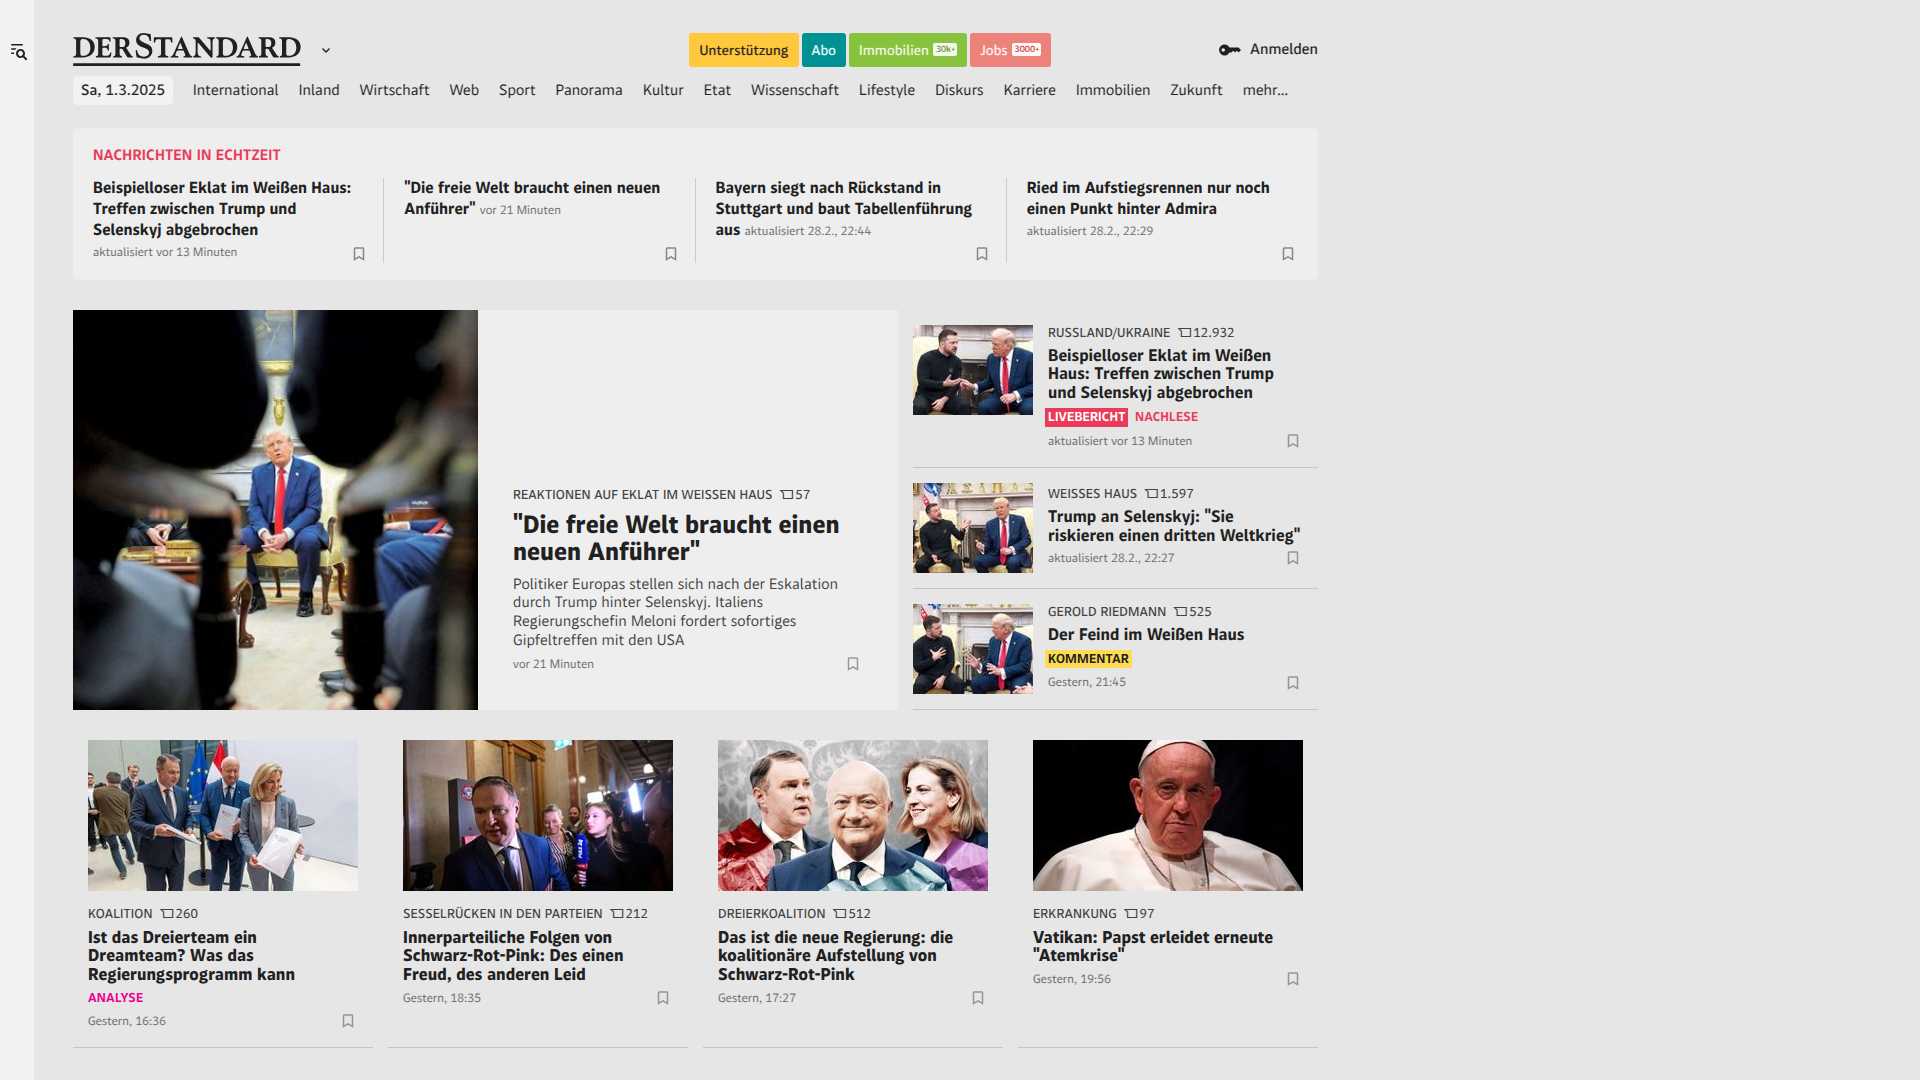 DERSTANDARD
Unterstützung
Abo
Immobilien 30k+
Jobs 3000+
Anmelden
Sa, 1.3.2025
International
Inland
Wirtschaft
Web
Sport
Panorama
Kultur
Etat
Wissenschaft
Lifestyle
Diskurs
Karriere
Immobilien
Zukunft
mehr...
NACHRICHTEN IN ECHTZEIT
Beispielloser Eklat im Weißen Haus:
Treffen zwischen Trump und
Selenskyj abgebrochen
aktualisiert vor 13 Minuten
"Die freie Welt braucht einen neuen
Anführer" vor 21 Minuten
Bayern siegt nach Rückstand in
Stuttgart und baut Tabellenführung
aus aktualisiert 28.2., 22:44
Ried im Aufstiegsrennen nur noch
einen Punkt hinter Admira
aktualisiert 28.2., 22:29
REAKTIONEN AUF EKLAT IM WEISSEN HAUS 57
"Die freie Welt braucht einen
neuen Anführer"
Politiker Europas stellen sich nach der Eskalation
durch Trump hinter Selenskyj. Italiens
Regierungschefin Meloni fordert sofortiges
Gipfeltreffen mit den USA
vor 21 Minuten
RUSSLAND/UKRAINE 12.932
Beispielloser Eklat im Weißen
Haus: Treffen zwischen Trump
und Selenskyj abgebrochen
LIVEBERICHT NACHLESE
aktualisiert vor 13 Minuten
WEISSES HAUS 1.597
Trump an Selenskyj: "Sie
riskieren einen dritten Weltkrieg"
aktualisiert 28.2., 22:27
GEROLD RIEDMANN 525
Der Feind im Weißen Haus
KOMMENTAR
Gestern, 21:45
KOALITION 260
Ist das Dreierteam ein
Dreamteam? Was das
Regierungsprogramm kann
ANALYSE
Gestern, 16:36
SESSELRÜCKEN IN DEN PARTEIEN 212
Innerparteiliche Folgen von
Schwarz-Rot-Pink: Des einen
Freud, des anderen Leid
Gestern, 18:35
DREIERKOALITION 512
Das ist die neue Regierung: die
koalitionäre Aufstellung von
Schwarz-Rot-Pink
Gestern, 17:27
ERKRANKUNG 97
Vatikan: Papst erleidet erneute
"Atemkrise"
Gestern, 19:56